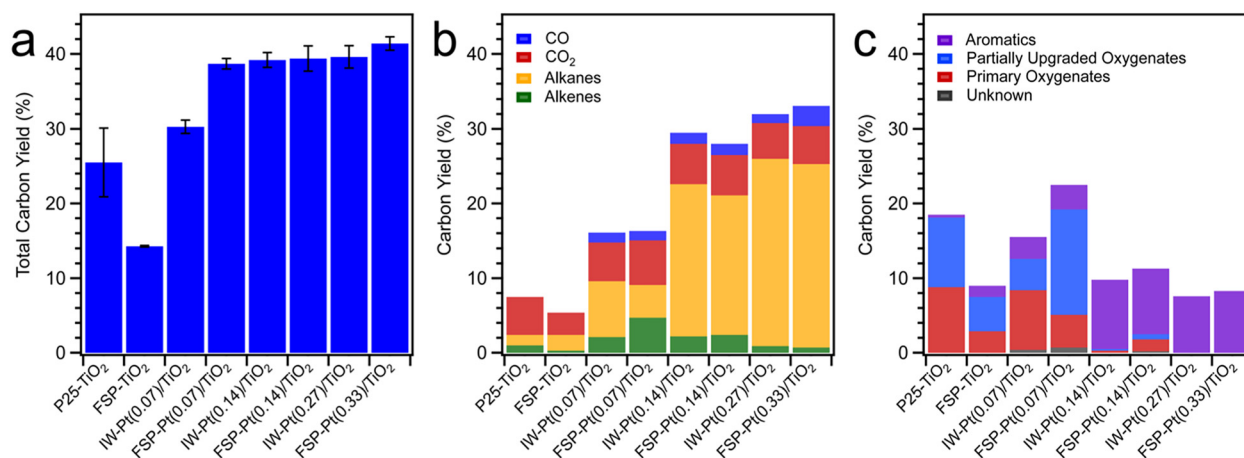 a
Total Carbon Yield (%)
40
30
20
10
0
P25-TiO2
FSP-TiO2
IW-Pt(0.07)/TiO2
FSP-Pt(0.07)/TiO2
IW-Pt(0.14)/TiO2
FSP-Pt(0.14)/TiO2
IW-Pt(0.27)/TiO2
FSP-Pt(0.33)/TiO2
b
CO
CO2
Alkanes
Alkenes
Carbon Yield (%)
40
30
20
10
0
P25-TiO2
FSP-TiO2
IW-Pt(0.07)/TiO2
FSP-Pt(0.07)/TiO2
IW-Pt(0.14)/TiO2
FSP-Pt(0.14)/TiO2
IW-Pt(0.27)/TiO2
FSP-Pt(0.33)/TiO2
c
Aromatics
Partially Upgraded Oxygenates
Primary Oxygenates
Unknown
Carbon Yield (%)
40
30
20
10
0
P25-TiO2
FSP-TiO2
IW-Pt(0.07)/TiO2
FSP-Pt(0.07)/TiO2
IW-Pt(0.14)/TiO2
FSP-Pt(0.14)/TiO2
IW-Pt(0.27)/TiO2
FSP-Pt(0.33)/TiO2